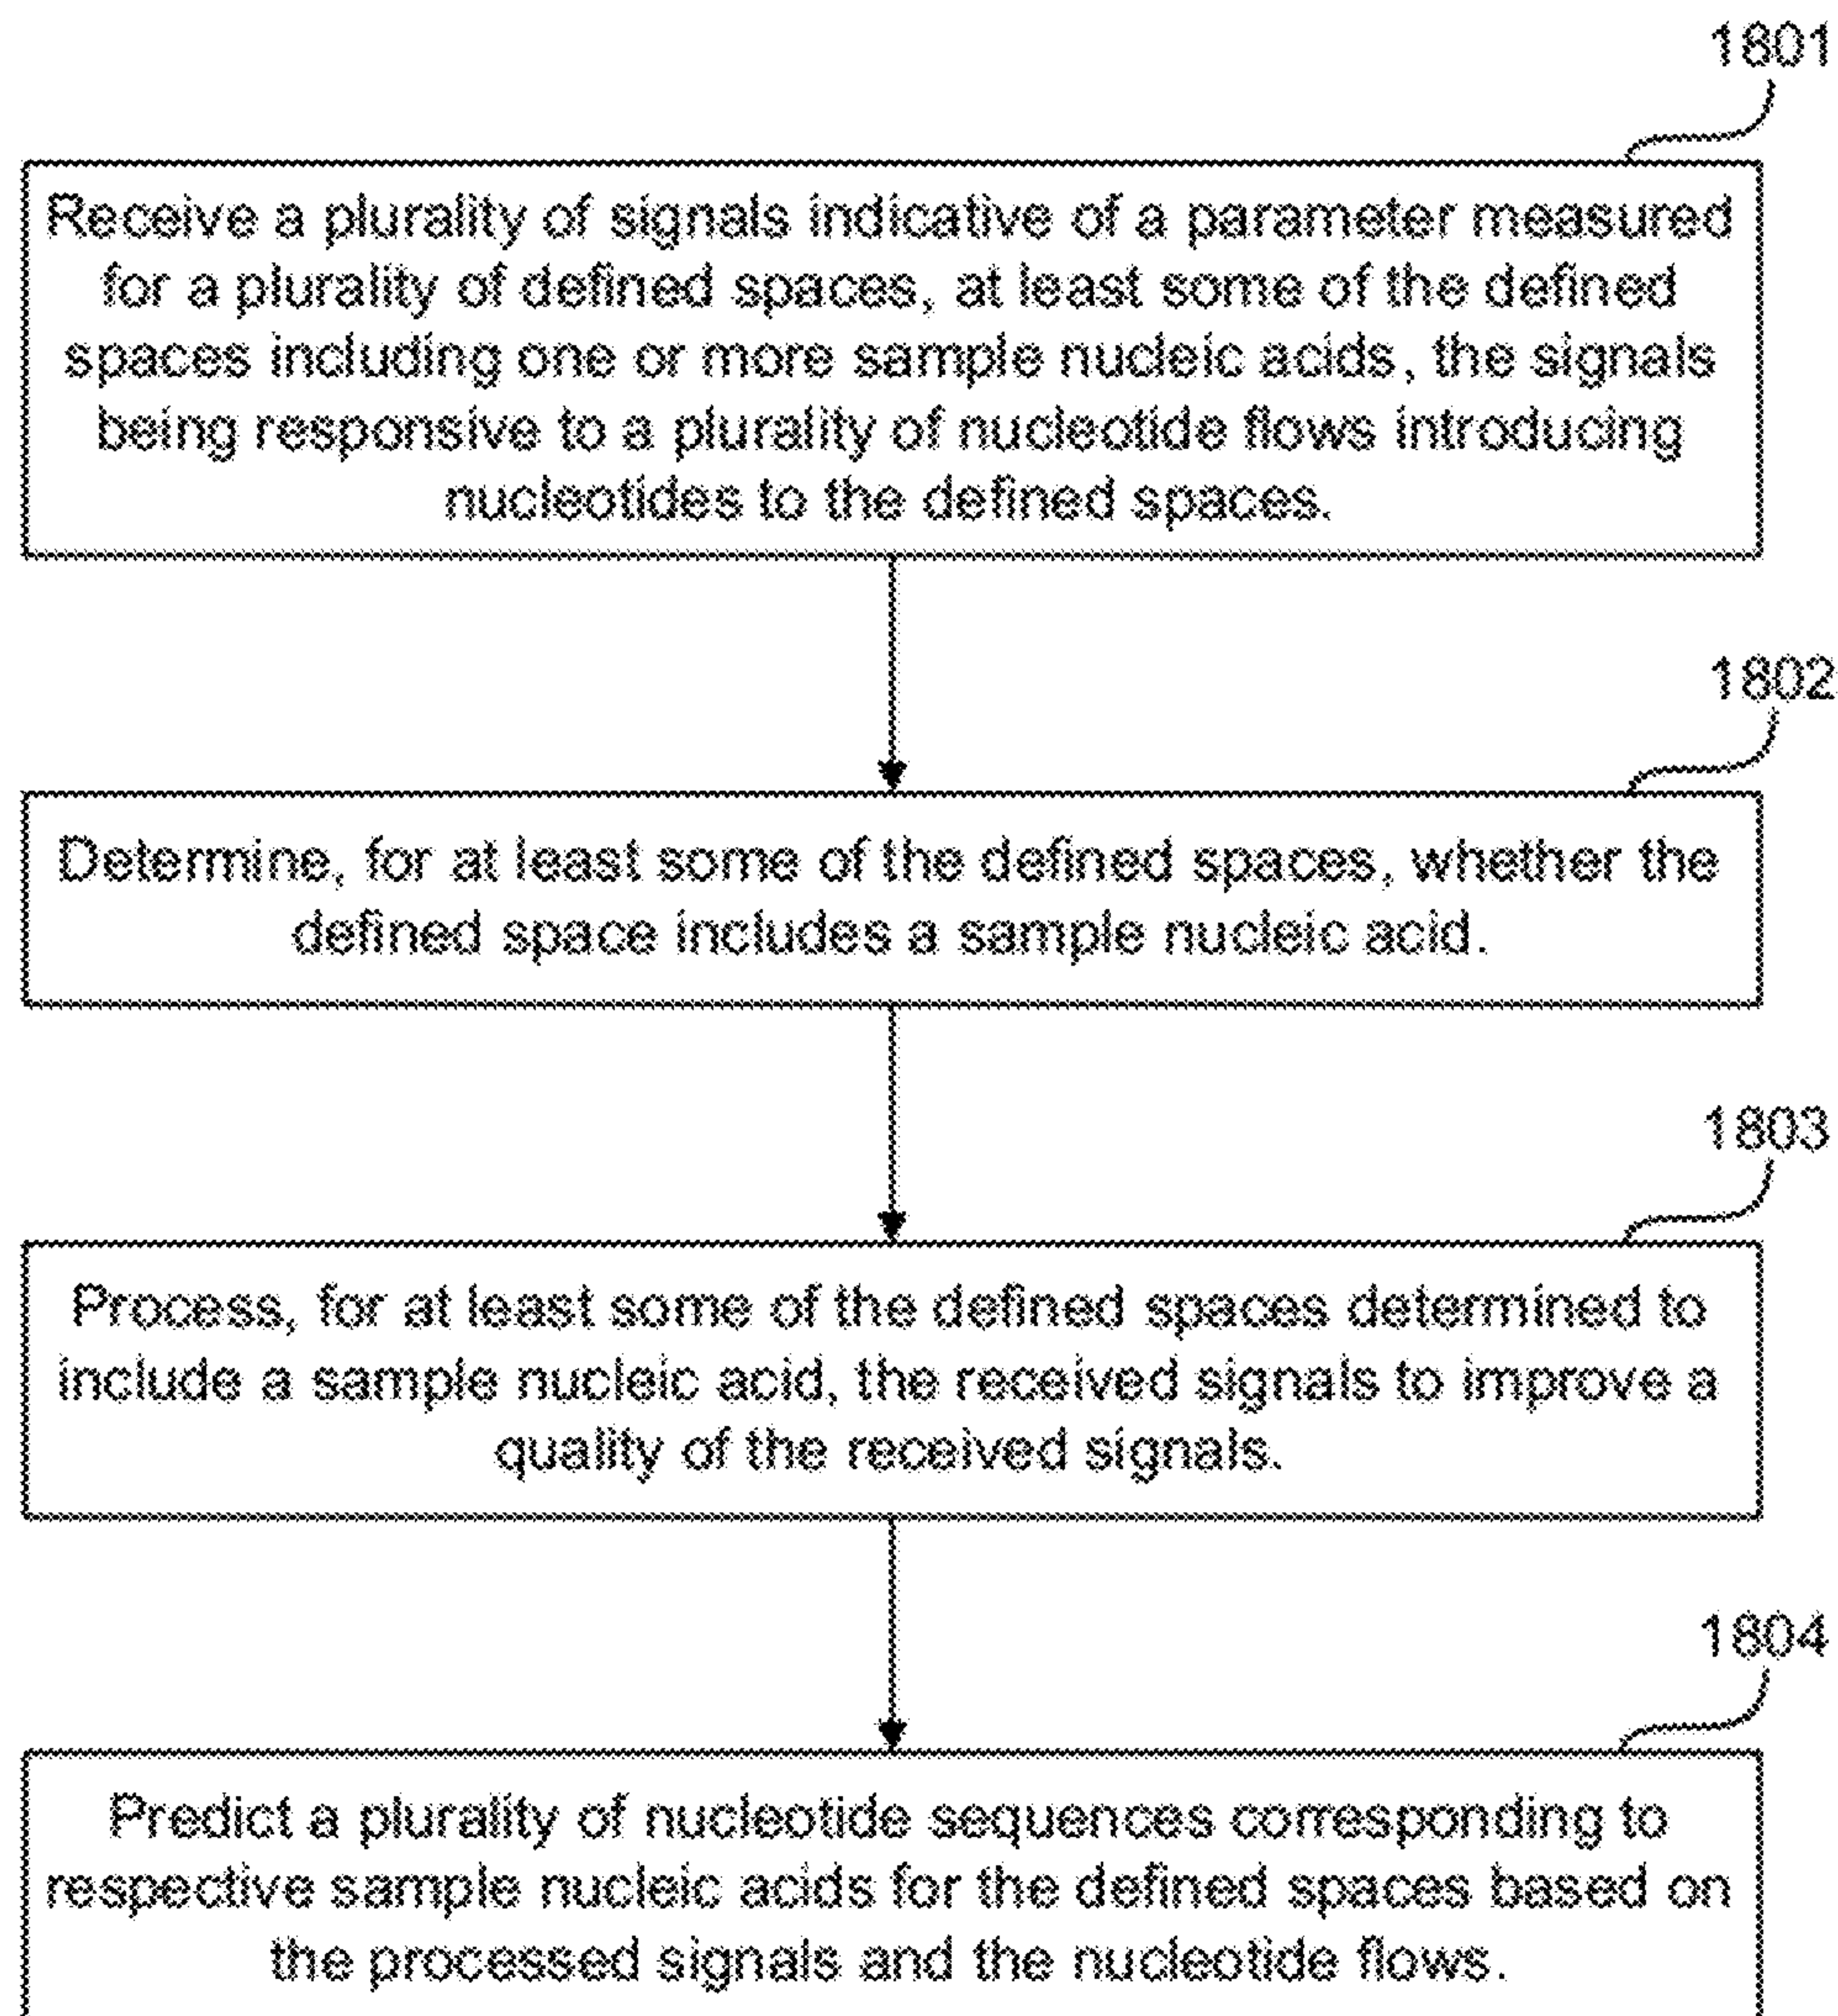 1801
Receive a plurality of signals indicative of a parameter measured
for a plurality of defined spaces, at least some of the defined
spaces including one or more sample nucleic acids, the signals
being responsive to a plurality of nucleotide flows introducing
nucleotides to the defined spaces.
1802
Determine, for at least some of the defined spaces, whether the
defined space includes a sample nucleic acid.
1803
Process, for at least some of the defined spaces determined to
include a sample nucleic acid, the received signals to improve a
quality of the received signals.
1804
Predict a plurality of nucleotide sequences corresponding to
respective sample nucleic acids for the defined spaces based on
the processed signals and the nucleotide flows.